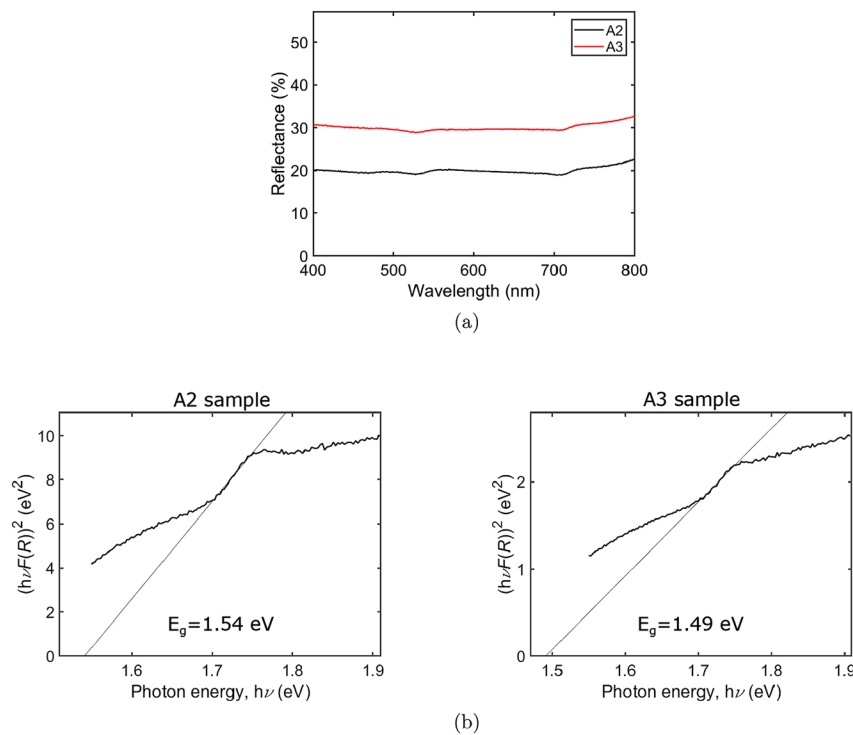 50
40
30
20
10
0
Reflectance (%)
A2
A3
400 500 600 700 800
Wavelength (nm)
(a)
A2 sample
10
8
6
4
2
0
(hνF(R))² (eV²)
E_g=1.54 eV
1.6 1.7 1.8 1.9
Photon energy, hν (eV)
A3 sample
2
1
0
(hνF(R))² (eV²)
E_g=1.49 eV
1.5 1.6 1.7 1.8 1.9
Photon energy, hν (eV)
(b)